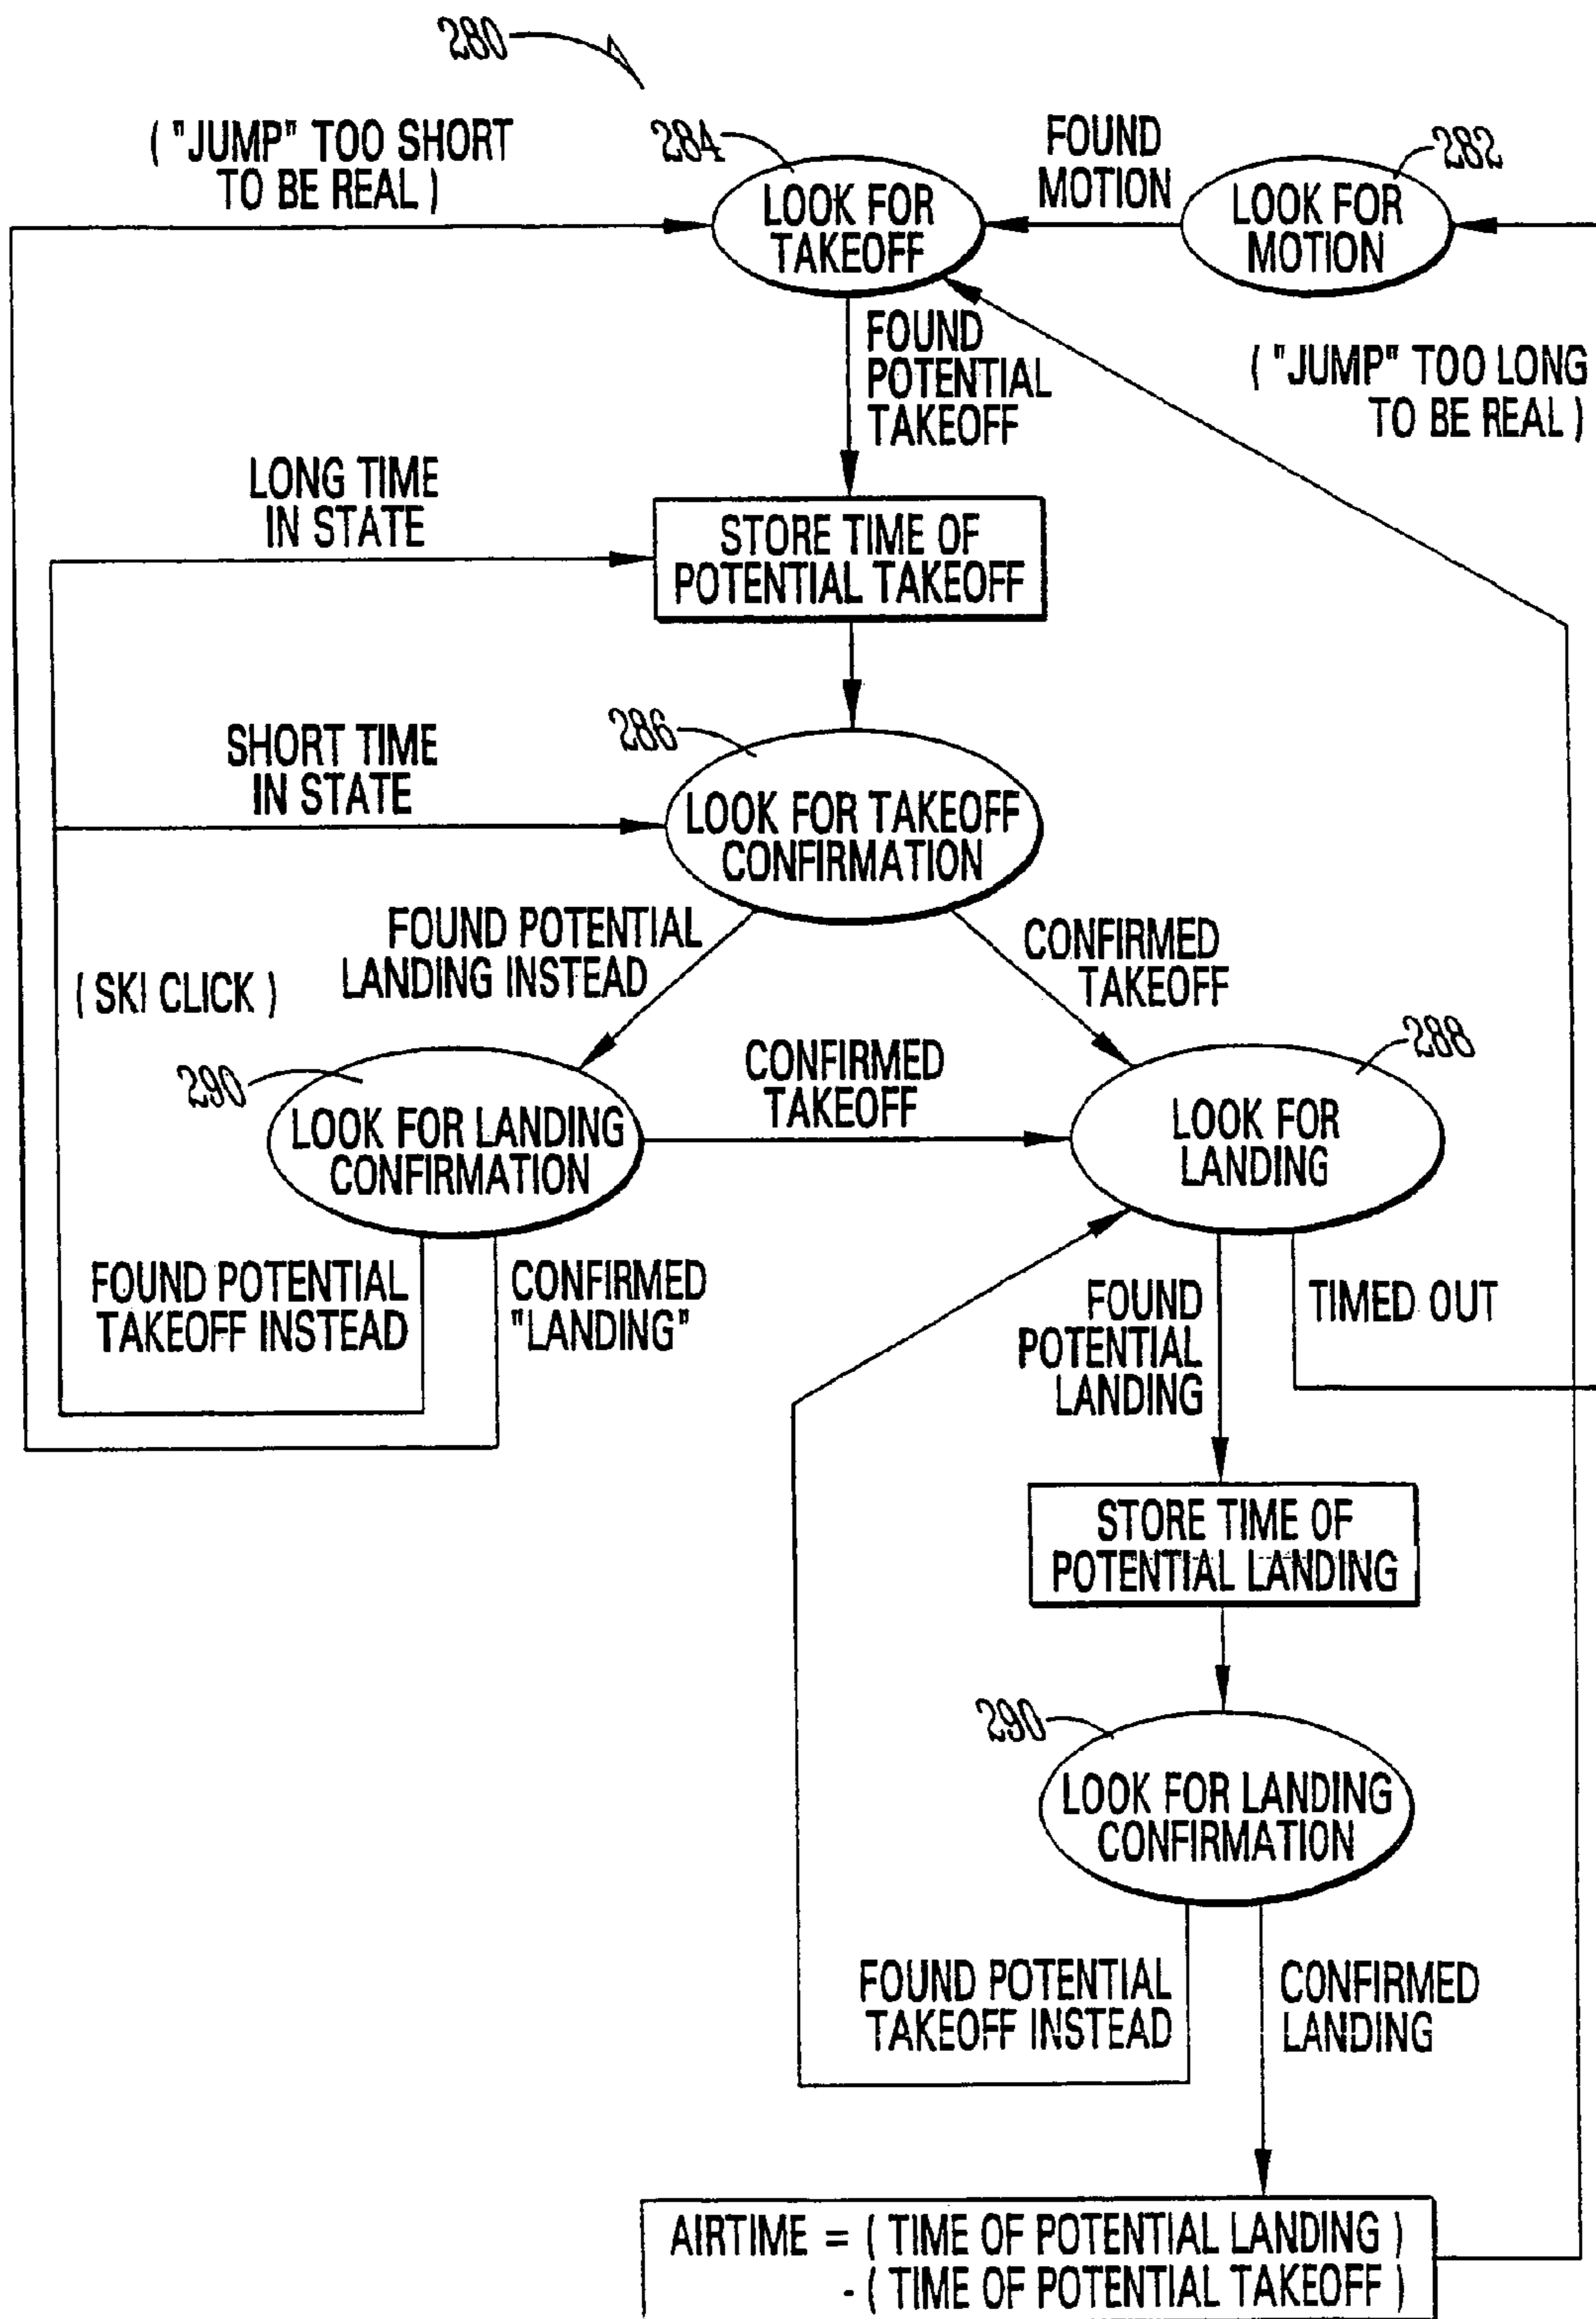 280
( "JUMP" TOO SHORT
TO BE REAL )
284
LOOK FOR
TAKEOFF
FOUND
MOTION
282
LOOK FOR
MOTION
FOUND
POTENTIAL
TAKEOFF
( "JUMP" TOO LONG
TO BE REAL )
LONG TIME
IN STATE
STORE TIME OF
POTENTIAL TAKEOFF
SHORT TIME
IN STATE
286
LOOK FOR TAKEOFF
CONFIRMATION
FOUND POTENTIAL
LANDING INSTEAD
CONFIRMED
TAKEOFF
( SKI CLICK )
290
LOOK FOR LANDING
CONFIRMATION
CONFIRMED
TAKEOFF
288
LOOK FOR
LANDING
FOUND POTENTIAL
TAKEOFF INSTEAD
CONFIRMED
"LANDING"
FOUND
POTENTIAL
LANDING
TIMED OUT
STORE TIME OF
POTENTIAL LANDING
290
LOOK FOR LANDING
CONFIRMATION
FOUND POTENTIAL
TAKEOFF INSTEAD
CONFIRMED
LANDING
AIRTIME = ( TIME OF POTENTIAL LANDING )
- ( TIME OF POTENTIAL TAKEOFF )